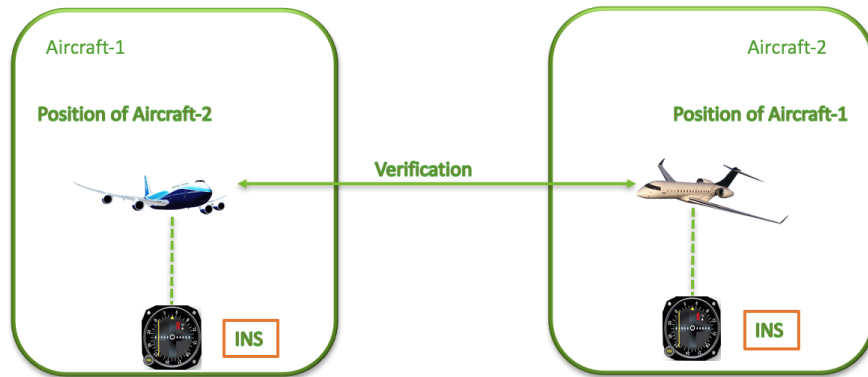 Aircraft-1
Aircraft-2
Position of Aircraft-2
Position of Aircraft-1
Verification
INS
INS